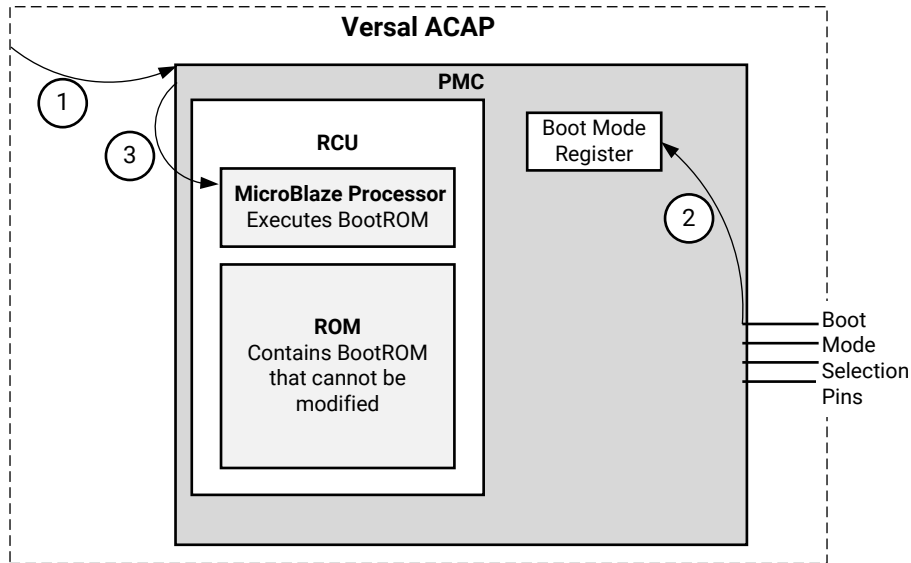 Versal ACAP
PMC
1
3
RCU
MicroBlaze Processor
Executes BootROM
ROM
Contains BootROM
that cannot be
modified
Boot Mode
Register
2
Boot
Mode
Selection
Pins